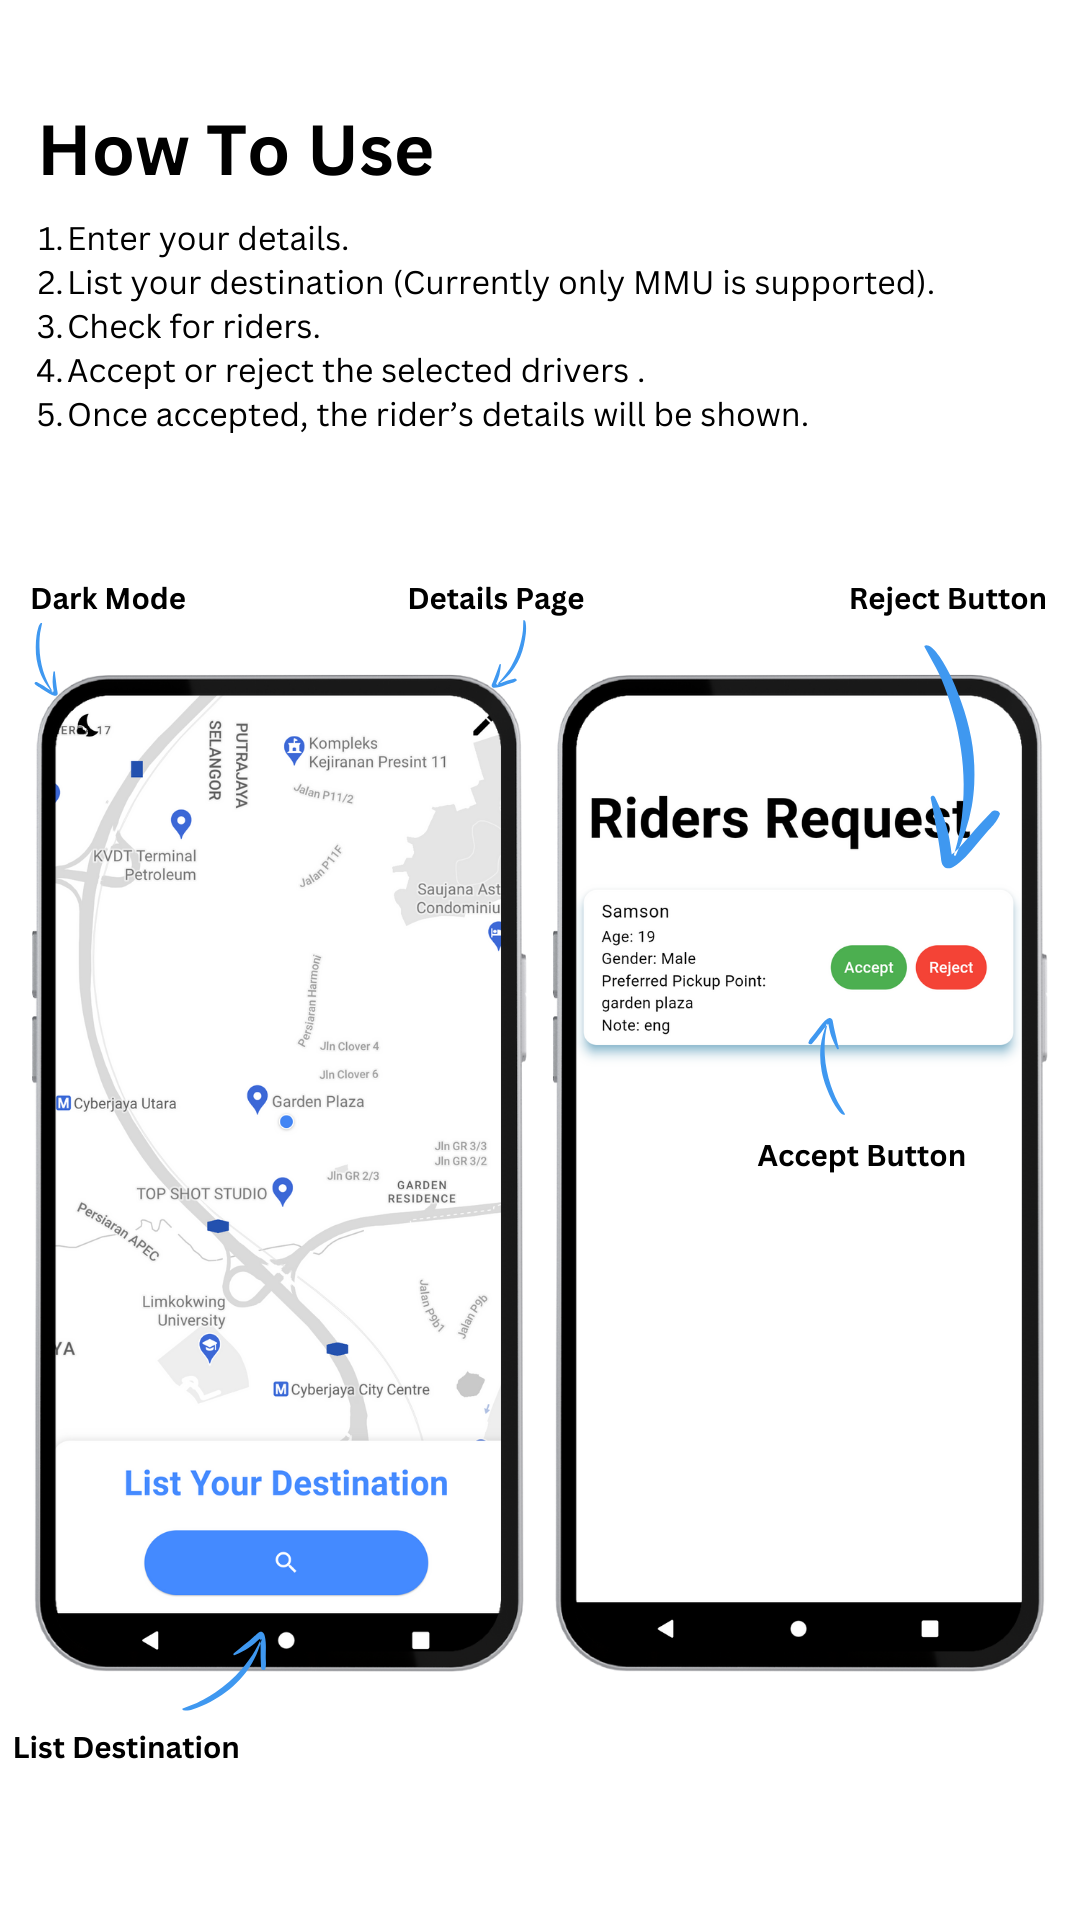 How To Use
1. Enter your details.
2. List your destination (Currently only MMU is supported).
3. Check for riders.
4. Accept or reject the selected drivers .
5. Once accepted, the rider’s details will be shown.
Dark Mode
Details Page
Reject Button
17
SELANGOR
PUTRAJAYA
Kompleks
Kejiranan Presint 11
Jalan P11/2
KVDT Terminal
Petroleum
Jalan P11F
Saujana Ast
Condominiu
Persiaran Harmoni
Jln Clover 4
Jln Clover 6
M Cyberjaya Utara
Garden Plaza
Jln GR 3/3
Jln GR 3/2
Jln GR 2/3
GARDEN
RESIDENCE
TOP SHOT STUDIO
Persiaran APEC
Limkokwing
University
Jalan P9b1
Jalan P9b
YA
M Cyberjaya City Centre
List Your Destination
Riders Request
Samson
Age: 19
Gender: Male
Preferred Pickup Point:
garden plaza
Note: eng
Accept
Reject
Accept Button
List Destination